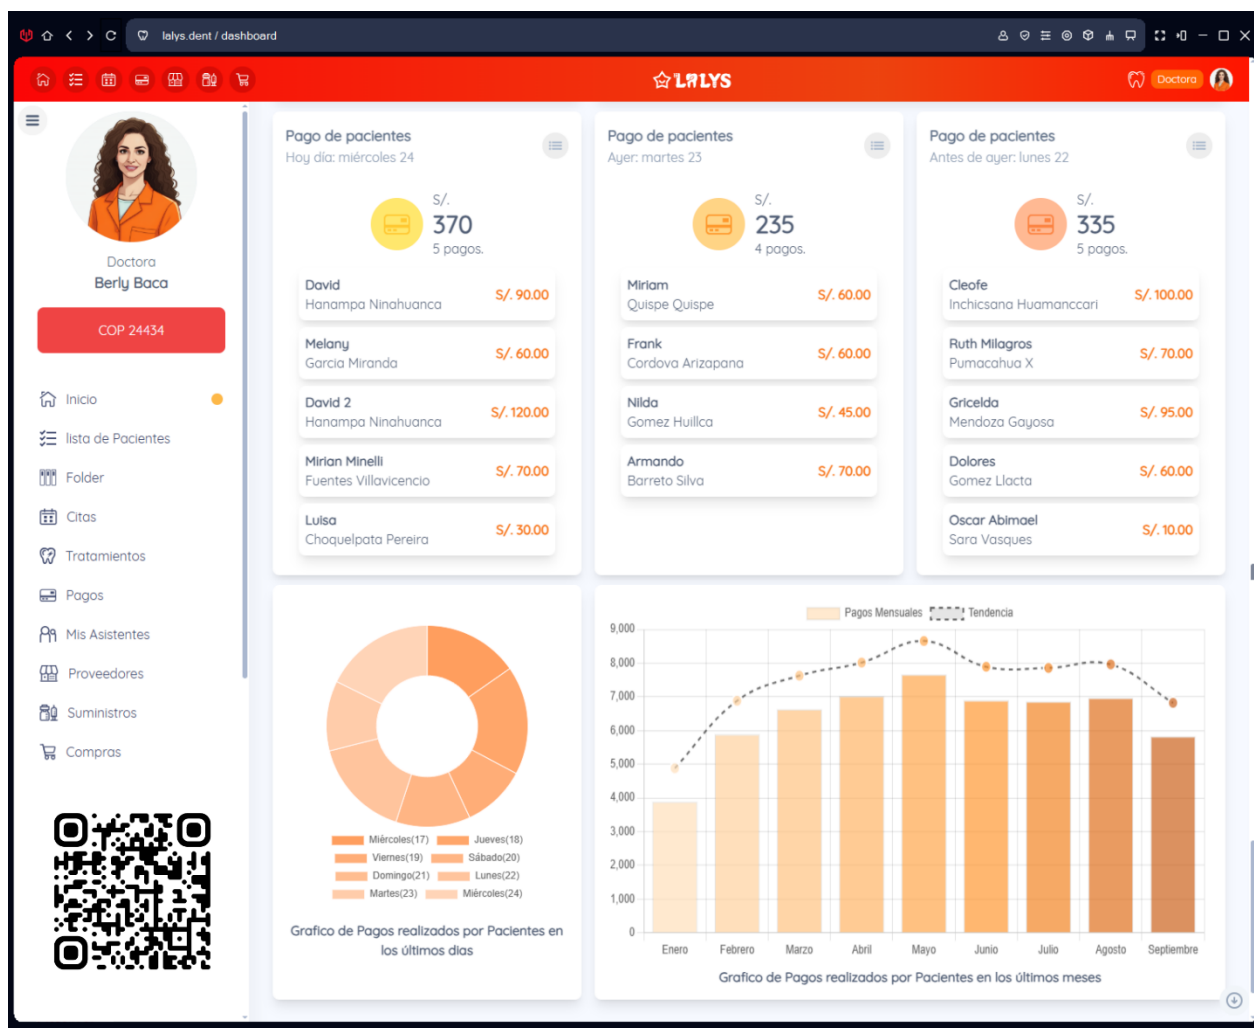 lalys.dent / dashboard
LALYS
Doctora
Doctora
Berly Baca
COP 24434
Inicio
lista de Pacientes
Folder
Citas
Tratamientos
Pagos
Mis Asistentes
Proveedores
Suministros
Compras
Pago de pacientes
Hoy día: miércoles 24
S/.
370
5 pagos.
David
Hanampa Ninahuanca
S/. 90.00
Melany
Garcia Miranda
S/. 60.00
David 2
Hanampa Ninahuanca
S/. 120.00
Mirian Minelli
Fuentes Villavicencio
S/. 70.00
Luisa
Choquelpata Pereira
S/. 30.00
Pago de pacientes
Ayer: martes 23
S/.
235
4 pagos.
Miriam
Quispe Quispe
S/. 60.00
Frank
Cordova Arizapana
S/. 60.00
Nilda
Gomez Huillca
S/. 45.00
Armando
Barreto Silva
S/. 70.00
Pago de pacientes
Antes de ayer: lunes 22
S/.
335
5 pagos.
Cleofe
Inchicsana Huamanccari
S/. 100.00
Ruth Milagros
Pumacahua X
S/. 70.00
Gricelda
Mendoza Gayosa
S/. 95.00
Dolores
Gomez Llacta
S/. 60.00
Oscar Abimael
Sara Vasques
S/. 10.00
Miércoles(17) Jueves(18)
Viernes(19) Sábado(20)
Domingo(21) Lunes(22)
Martes(23) Miércoles(24)
Grafico de Pagos realizados por Pacientes en
los últimos dias
Pagos Mensuales Tendencia
9,000
8,000
7,000
6,000
5,000
4,000
3,000
2,000
1,000
0
Enero Febrero Marzo Abril Mayo Junio Julio Agosto Septiembre
Grafico de Pagos realizados por Pacientes en los últimos meses